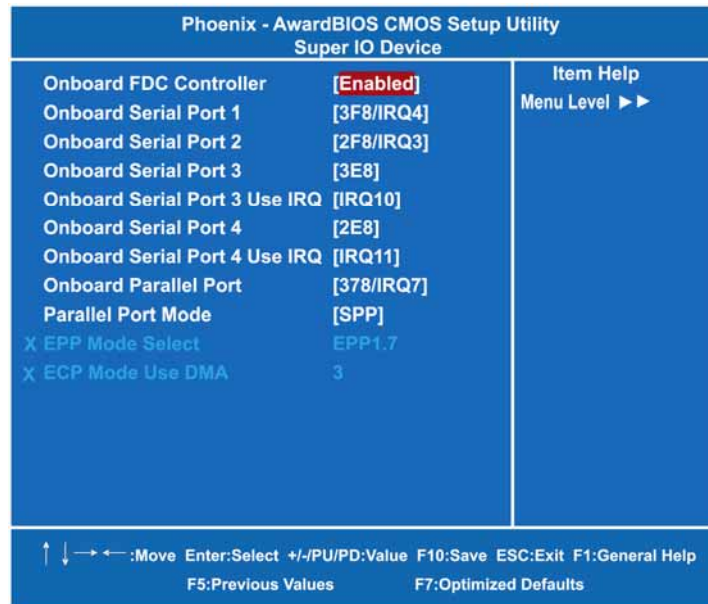 Phoenix - AwardBIOS CMOS Setup Utility
Super IO Device
Onboard FDC Controller [Enabled]
Onboard Serial Port 1 [3F8/IRQ4]
Onboard Serial Port 2 [2F8/IRQ3]
Onboard Serial Port 3 [3E8]
Onboard Serial Port 3 Use IRQ [IRQ10]
Onboard Serial Port 4 [2E8]
Onboard Serial Port 4 Use IRQ [IRQ11]
Onboard Parallel Port [378/IRQ7]
Parallel Port Mode [SPP]
X EPP Mode Select EPP1.7
X ECP Mode Use DMA 3
Item Help
Menu Level ►►
↑ ↓ → ← :Move Enter:Select +/-/PU/PD:Value F10:Save ESC:Exit F1:General Help
F5:Previous Values F7:Optimized Defaults